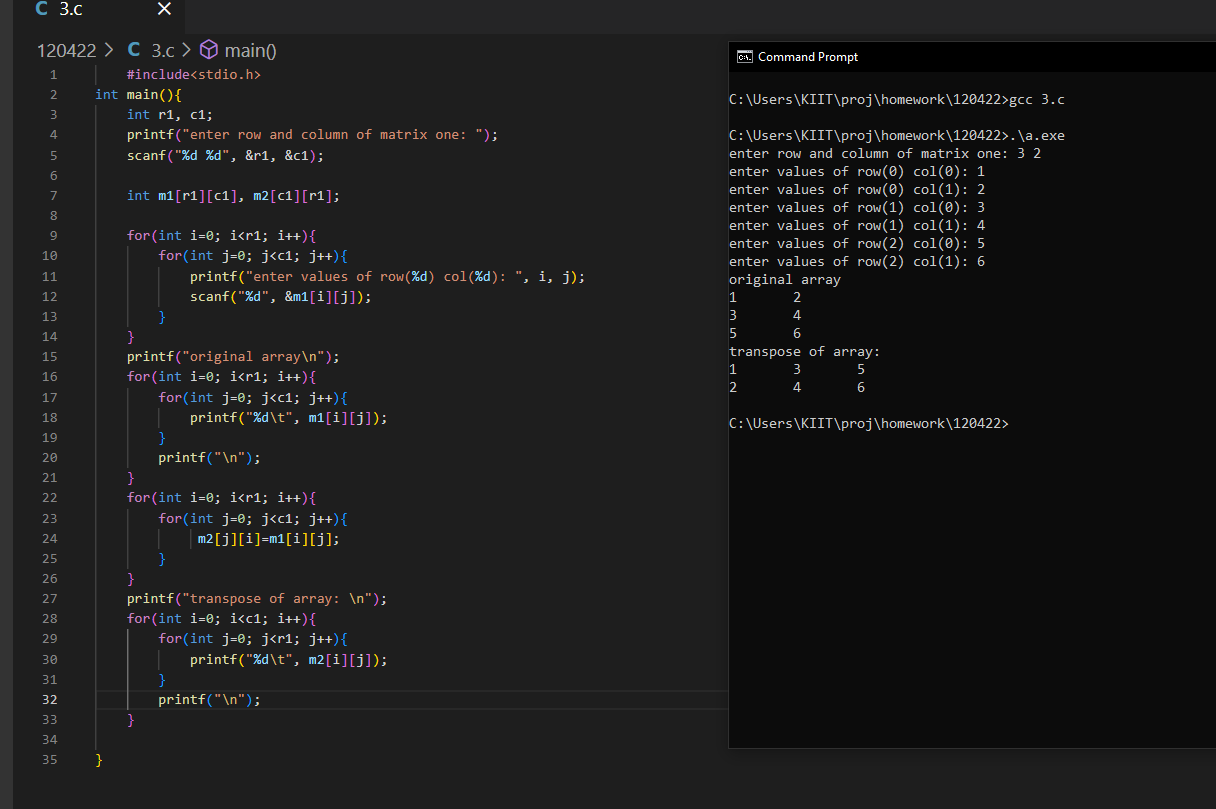 C 3.c ×
120422 > C 3.c > main()
1 #include<stdio.h>
2 int main(){
3 int r1, c1;
4 printf("enter row and column of matrix one: ");
5 scanf("%d %d", &r1, &c1);
6
7 int m1[r1][c1], m2[c1][r1];
8
9 for(int i=0; i<r1; i++){
10 for(int j=0; j<c1; j++){
11 printf("enter values of row(%d) col(%d): ", i, j);
12 scanf("%d", &m1[i][j]);
13 }
14 }
15 printf("original array\n");
16 for(int i=0; i<r1; i++){
17 for(int j=0; j<c1; j++){
18 printf("%d\t", m1[i][j]);
19 }
20 printf("\n");
21 }
22 for(int i=0; i<r1; i++){
23 for(int j=0; j<c1; j++){
24 m2[j][i]=m1[i][j];
25 }
26 }
27 printf("transpose of array: \n");
28 for(int i=0; i<c1; i++){
29 for(int j=0; j<r1; j++){
30 printf("%d\t", m2[i][j]);
31 }
32 printf("\n");
33 }
34
35 }
C:\. Command Prompt
C:\Users\KIIT\proj\homework\120422>gcc 3.c
C:\Users\KIIT\proj\homework\120422>.\a.exe
enter row and column of matrix one: 3 2
enter values of row(0) col(0): 1
enter values of row(0) col(1): 2
enter values of row(1) col(0): 3
enter values of row(1) col(1): 4
enter values of row(2) col(0): 5
enter values of row(2) col(1): 6
original array
1 2
3 4
5 6
transpose of array:
1 3 5
2 4 6
C:\Users\KIIT\proj\homework\120422>